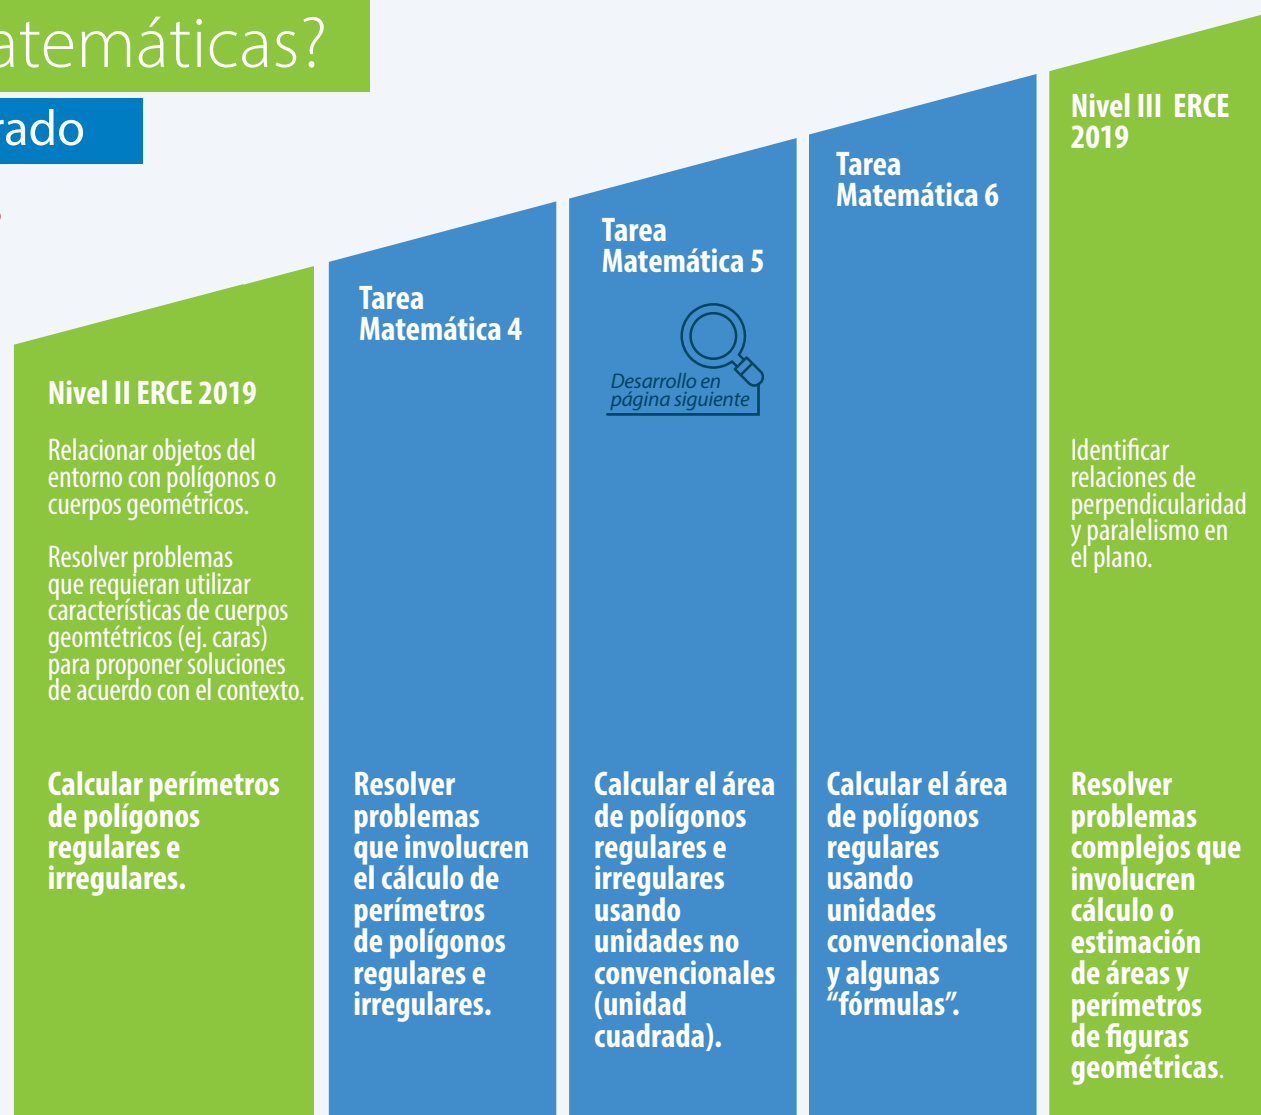 atemáticas?
rado
Nivel II ERCE 2019
Relacionar objetos del
entorno con polígonos o
cuerpos geométricos.
Resolver problemas
que requieran utilizar
características de cuerpos
geomtétricos (ej. caras)
para proponer soluciones
de acuerdo con el contexto.
Calcular perímetros
de polígonos
regulares e
irregulares.
Tarea
Matemática 4
Resolver
problemas
que involucren
el cálculo de
perímetros
de polígonos
regulares e
irregulares.
Tarea
Matemática 5
Desarrollo en
página siguiente
Calcular el área
de polígonos
regulares e
irregulares
usando
unidades no
convencionales
(unidad
cuadrada).
Tarea
Matemática 6
Calcular el área
de polígonos
regulares
usando
unidades
convencionales
y algunas
“fórmulas”.
Nivel III ERCE
2019
Identificar
relaciones de
perpendicularidad
y paralelismo en
el plano.
Resolver
problemas
complejos que
involucren
cálculo o
estimación
de áreas y
perímetros
de figuras
geométricas.